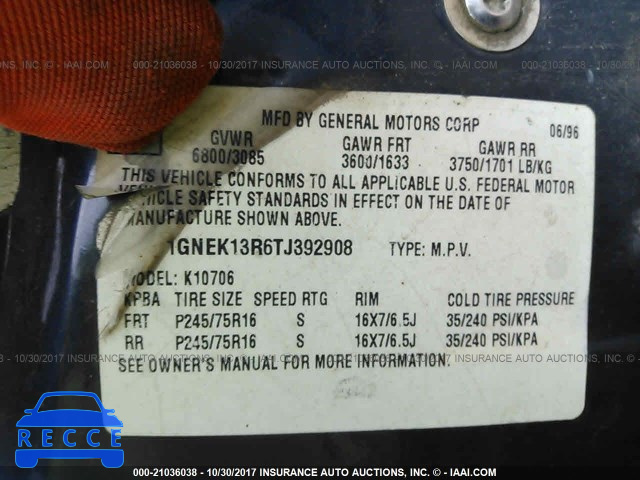 000-21036038 - 10/30/2017 INSURANCE AUTO AUCTIONS, INC. - © IAAI.COM
MFD BY GENERAL MOTORS CORP 06/96
GVWR GAWR FRT GAWR RR
6800/3085 3600/1633 3750/1701 LB/KG
THIS VEHICLE CONFORMS TO ALL APPLICABLE U.S. FEDERAL MOTOR
VEHICLE SAFETY STANDARDS IN EFFECT ON THE DATE OF
MANUFACTURE SHOWN ABOVE.
1GNEK13R6TJ392908 TYPE: M.P.V.
MODEL: K10706
KPBA TIRE SIZE SPEED RTG RIM COLD TIRE PRESSURE
FRT P245/75R16 S 16X7/6.5J 35/240 PSI/KPA
RR P245/75R16 S 16X7/6.5J 35/240 PSI/KPA
SEE OWNER'S MANUAL FOR MORE INFORMATION.
RECCE
000-21036038 - 10/30/2017 INSURANCE AUTO AUCTIONS, INC. - © IAAI.COM